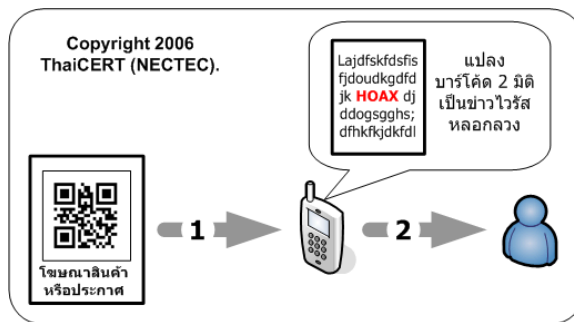 Copyright 2006
ThaiCERT (NECTEC).
Lajdfskfdsfis
fjdoudkgdfd
jk HOAX dj
ddogsgghs;
dfhkfkjdkfdl
แปลง
บาร์โค้ด 2 มิติ
เป็นข่าวไวรัส
หลอกลวง
โฆษณาสินค้า
หรือประกาศ
1
2